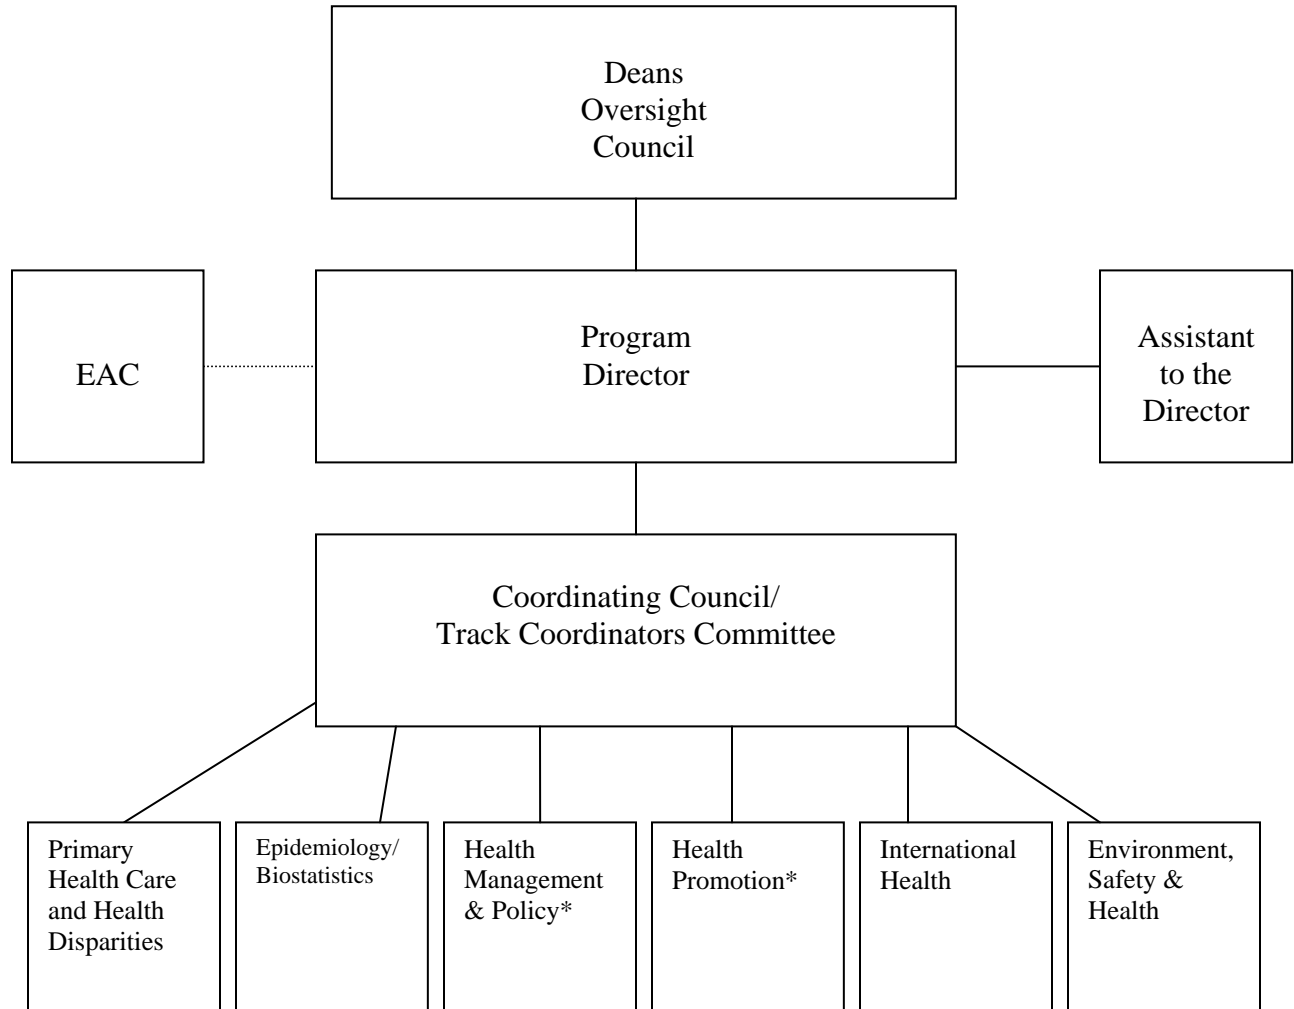 Deans
Oversight
Council
EAC
Program
Director
Assistant
to the
Director
Coordinating Council/
Track Coordinators Committee
Primary
Health Care
and Health
Disparities
Epidemiology/
Biostatistics
Health
Management
& Policy*
Health
Promotion*
International
Health
Environment,
Safety &
Health